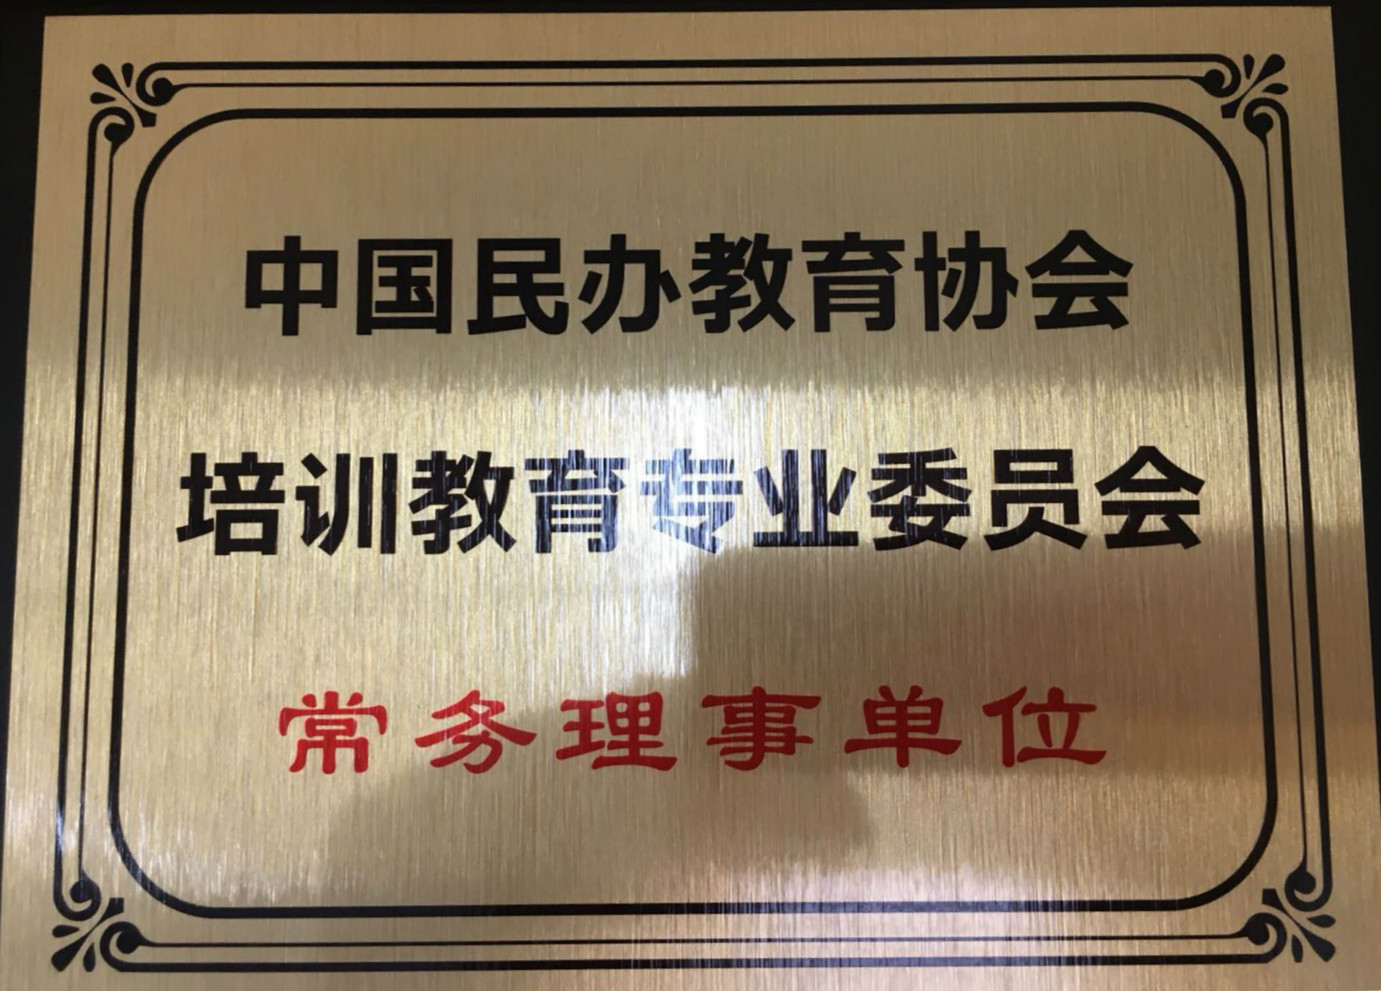 中国民办教育协会
培训教育专业委员会
常务理事单位